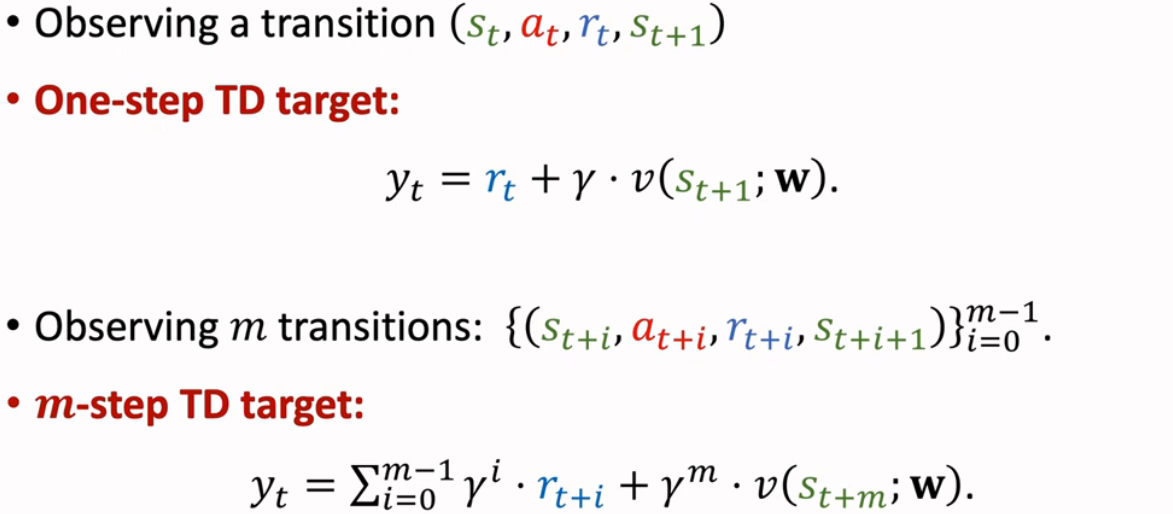 • Observing a transition (s_t, a_t, r_t, s_{t+1})
• One-step TD target:
y_t = r_t + γ · v(s_{t+1}; w).
• Observing m transitions: {(s_{t+i}, a_{t+i}, r_{t+i}, s_{t+i+1})}_{i=0}^{m−1}.
• m-step TD target:
y_t = ∑_{i=0}^{m−1} γ^i · r_{t+i} + γ^m · v(s_{t+m}; w).